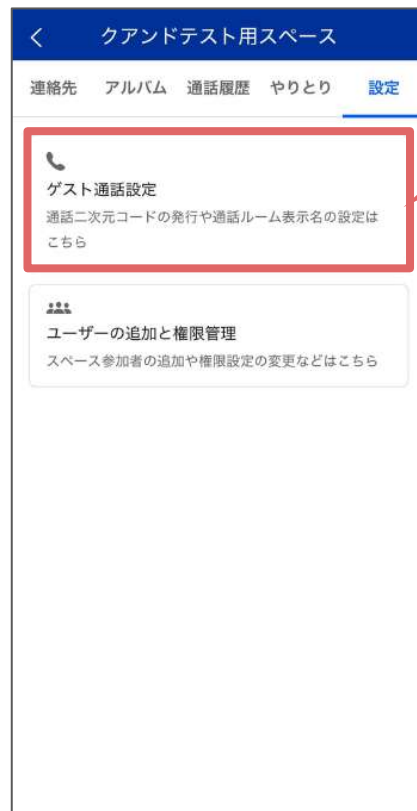 クアンドテスト用スペース
連絡先 アルバム 通話履歴 やりとり 設定
ゲスト通話設定
通話二次元コードの発行や通話ルーム表示名の設定は
こちら
ユーザーの追加と権限管理
スペース参加者の追加や権限設定の変更などはこちら